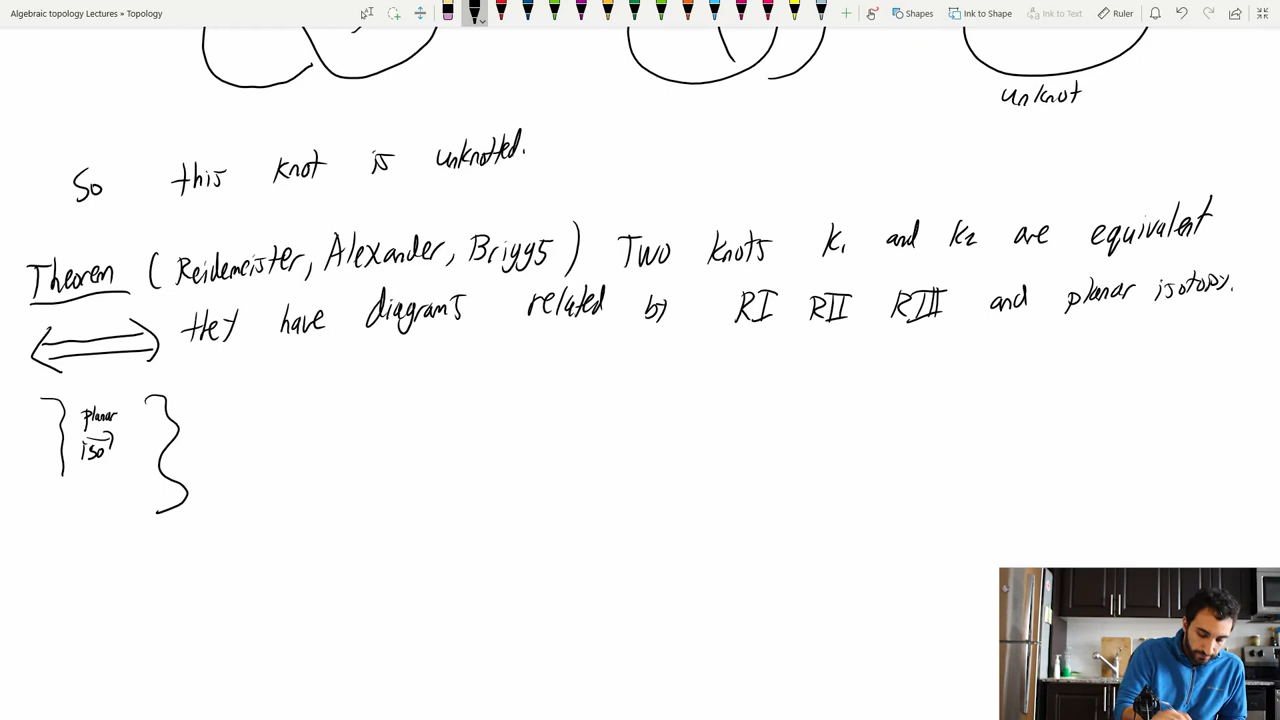 Algebraic topology Lectures » Topology
Shapes
Ink to Shape
Ink to Text
Ruler
unknot
So this knot is unknotted.
Theorem (Reidemeister, Alexander, Briggs) Two knots K1 and K2 are equivalent
⟺ they have diagrams related by RI RII RIII and planar isotopy.
planar
iso